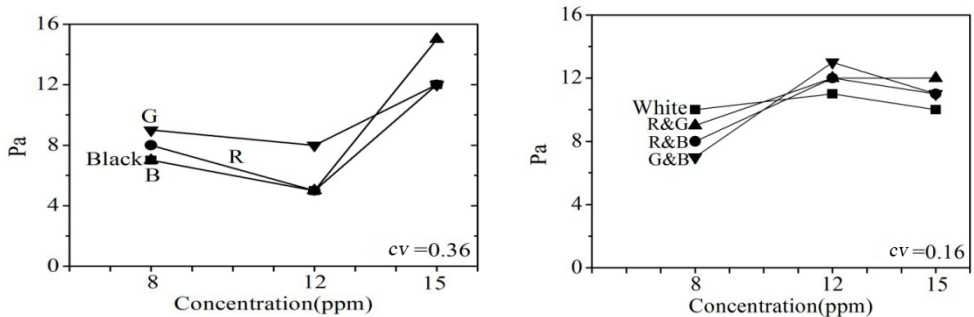 16
12
8
4
0
Pa
G
Black
R
B
cv =0.36
8 12 15
Concentration(ppm)
16
12
8
4
0
Pa
White
R&G
R&B
G&B
cv =0.16
8 12 15
Concentration(ppm)